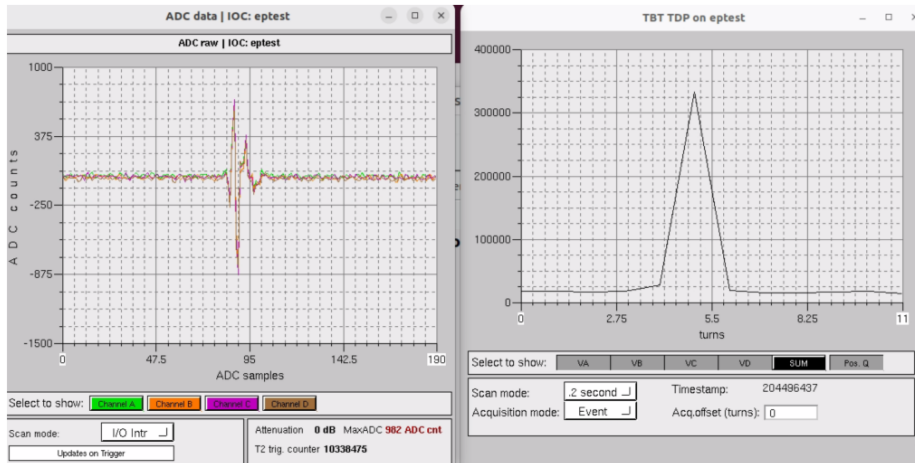 ADC data | IOC: eptest
ADC raw | IOC: eptest
1000
375
-250
-875
-1500
ADC counts
0
47.5
95
142.5
190
ADC samples
Select to show: Channel A Channel B Channel C Channel D
Scan mode: I/O Intr
Updates on Trigger
Attenuation 0 dB MaxADC 982 ADC cnt
T2 trig. counter 10338475
TBT TDP on eptest
400000
300000
200000
100000
0
0
2.75
5.5
8.25
11
turns
Select to show: VA VB VC VD SUM Pos. Q
Scan mode: .2 second
Timestamp: 204496437
Acquisition mode: Event
Acq.offset (turns): 0